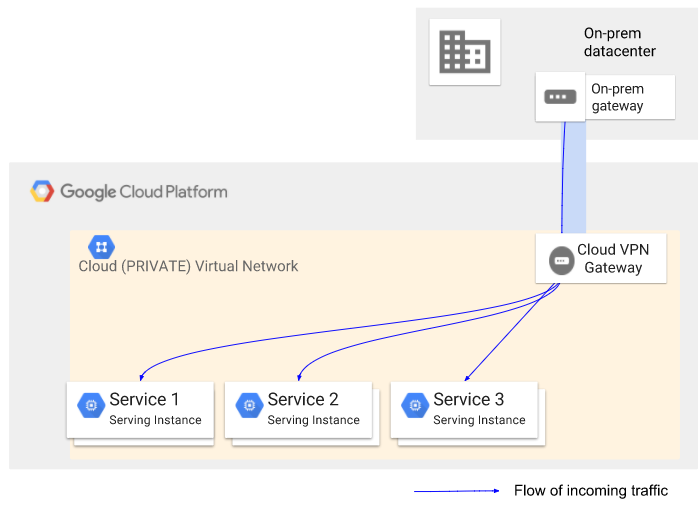 On-prem
datacenter
On-prem
gateway
Google Cloud Platform
Cloud (PRIVATE) Virtual Network
Cloud VPN
Gateway
Service 1
Serving Instance
Service 2
Serving Instance
Service 3
Serving Instance
Flow of incoming traffic